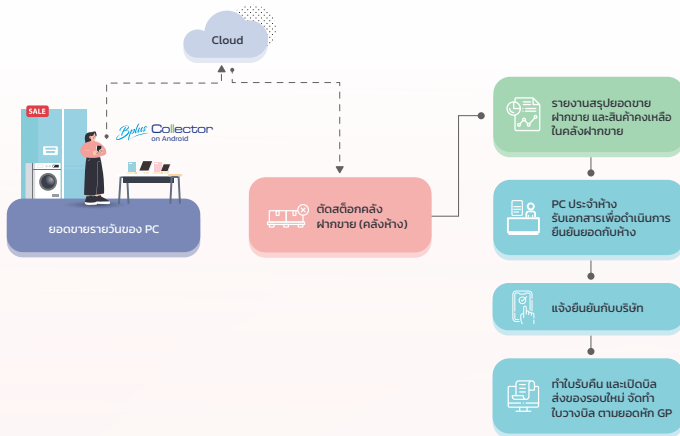 Cloud
SALE
Bplus Collector
on Android
ยอดขายรายวันของ PC
ตัดสต็อกคลัง
ฝากขาย (คลังห้าง)
รายงานสรุปยอดขาย
ฝากขาย และสินค้าคงเหลือ
ในคลังฝากขาย
PC ประจำห้าง
รับเอกสารเพื่อดำเนินการ
ยืนยันยอดกับห้าง
แจ้งยืนยันกับบริษัท
ทำใบรับคืน และเปิดบิล
ส่งของรอบใหม่ จัดทำ
ใบวางบิล ตามยอดหัก GP